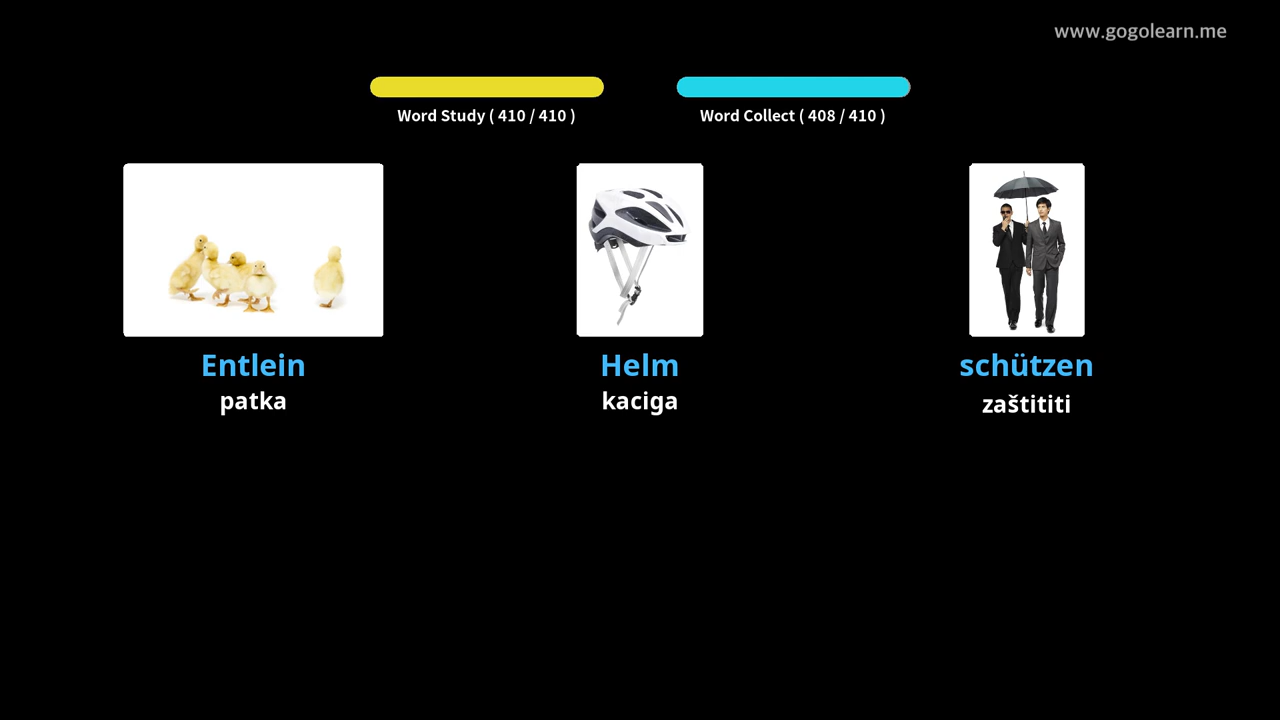 www.gogolearn.me
Word Study ( 410 / 410 )
Word Collect ( 408 / 410 )
Entlein
patka
Helm
kaciga
schützen
zaštititi